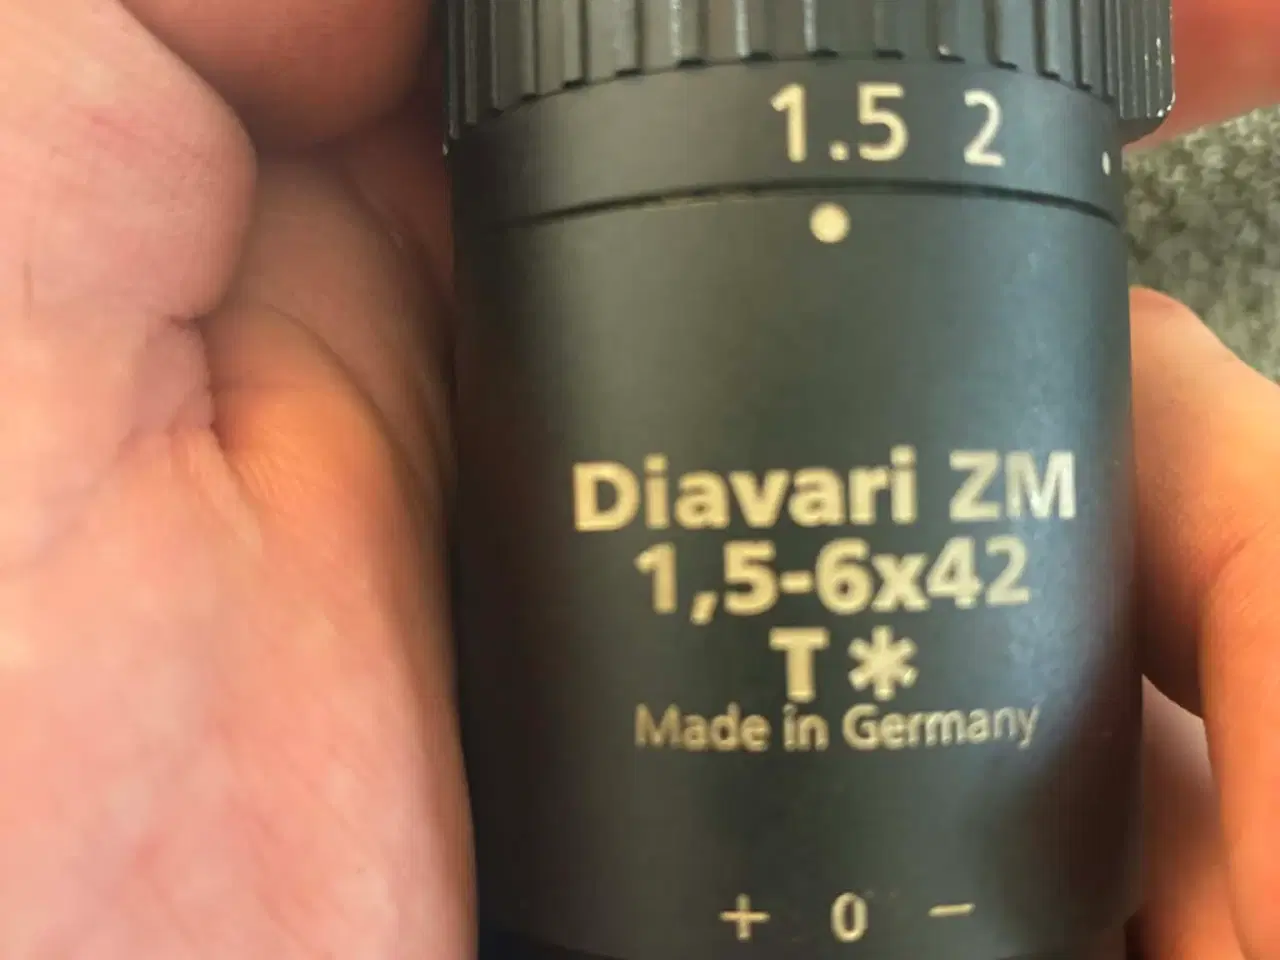 1.5 2
Diavari ZM
1,5-6x42
T*
Made in Germany
+ 0 −